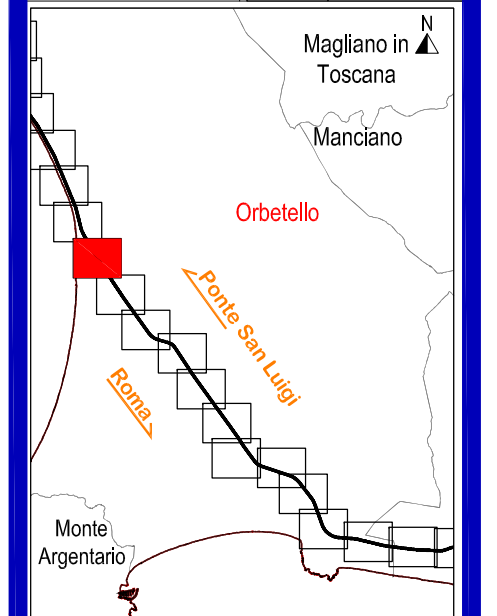 N
Magliano in
Toscana
Manciano
Orbetello
Ponte San Luigi
Roma
Monte
Argentario